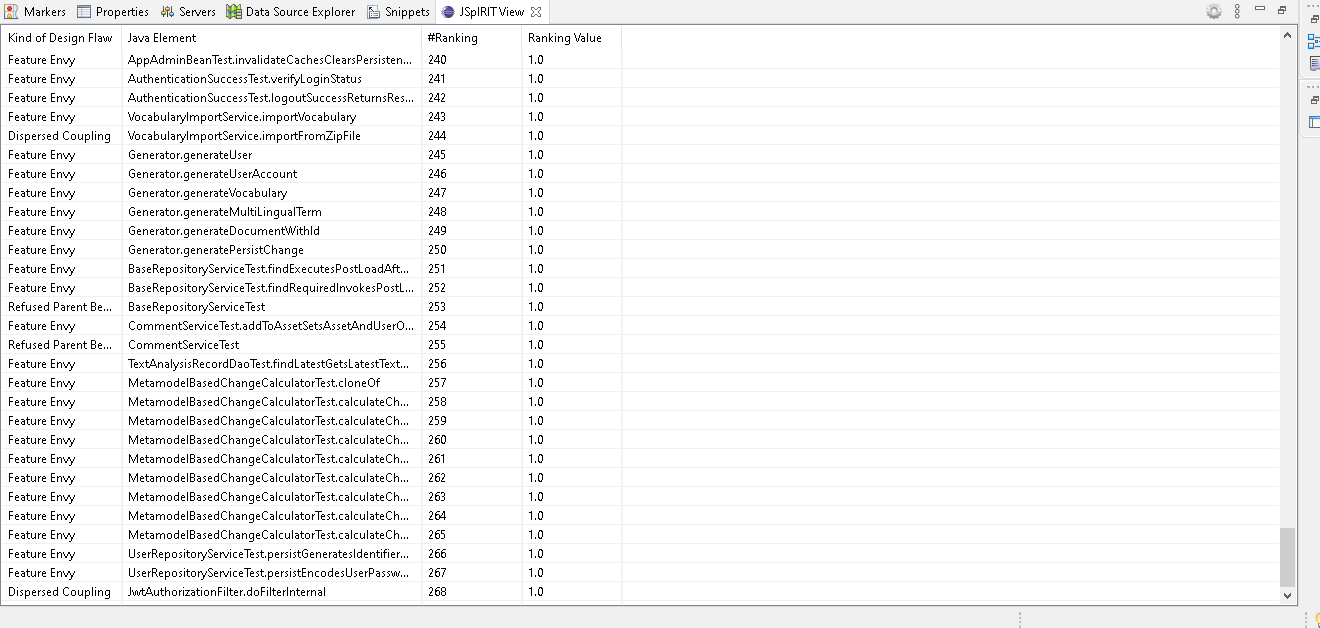 Markers Properties Servers Data Source Explorer Snippets JSpIRIT View
Kind of Design Flaw Java Element #Ranking Ranking Value
Feature Envy AppAdminBeanTest.invalidateCachesClearsPersisten... 240 1.0
Feature Envy AuthenticationSuccessTest.verifyLoginStatus 241 1.0
Feature Envy AuthenticationSuccessTest.logoutSuccessReturnsRes... 242 1.0
Feature Envy VocabularyImportService.importVocabulary 243 1.0
Dispersed Coupling VocabularyImportService.importFromZipFile 244 1.0
Feature Envy Generator.generateUser 245 1.0
Feature Envy Generator.generateUserAccount 246 1.0
Feature Envy Generator.generateVocabulary 247 1.0
Feature Envy Generator.generateMultiLingualTerm 248 1.0
Feature Envy Generator.generateDocumentWithId 249 1.0
Feature Envy Generator.generatePersistChange 250 1.0
Feature Envy BaseRepositoryServiceTest.findExecutesPostLoadAft... 251 1.0
Feature Envy BaseRepositoryServiceTest.findRequiredInvokesPostL... 252 1.0
Refused Parent Be... BaseRepositoryServiceTest 253 1.0
Feature Envy CommentServiceTest.addToAssetSetsAssetAndUserO... 254 1.0
Refused Parent Be... CommentServiceTest 255 1.0
Feature Envy TextAnalysisRecordDaoTest.findLatestGetsLatestText... 256 1.0
Feature Envy MetamodelBasedChangeCalculatorTest.cloneOf 257 1.0
Feature Envy MetamodelBasedChangeCalculatorTest.calculateCh... 258 1.0
Feature Envy MetamodelBasedChangeCalculatorTest.calculateCh... 259 1.0
Feature Envy MetamodelBasedChangeCalculatorTest.calculateCh... 260 1.0
Feature Envy MetamodelBasedChangeCalculatorTest.calculateCh... 261 1.0
Feature Envy MetamodelBasedChangeCalculatorTest.calculateCh... 262 1.0
Feature Envy MetamodelBasedChangeCalculatorTest.calculateCh... 263 1.0
Feature Envy MetamodelBasedChangeCalculatorTest.calculateCh... 264 1.0
Feature Envy MetamodelBasedChangeCalculatorTest.calculateCh... 265 1.0
Feature Envy UserRepositoryServiceTest.persistGeneratesIdentifier... 266 1.0
Feature Envy UserRepositoryServiceTest.persistEncodesUserPassw... 267 1.0
Dispersed Coupling JwtAuthorizationFilter.doFilterInternal 268 1.0